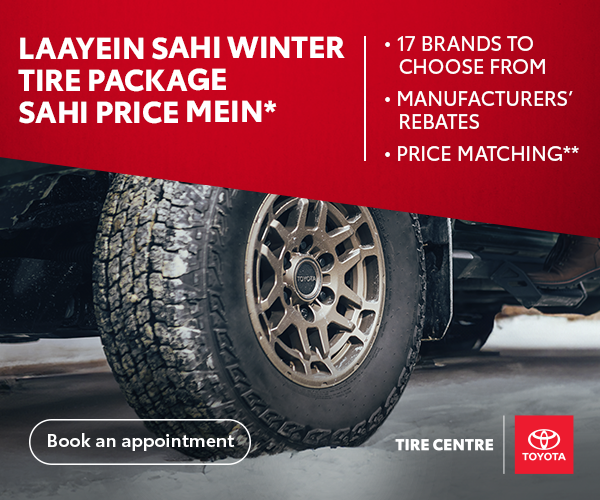 LAAYEIN SAHI WINTER
TIRE PACKAGE
SAHI PRICE MEIN*
• 17 BRANDS TO
CHOOSE FROM
• MANUFACTURERS'
REBATES
• PRICE MATCHING**
TOYOTA
Book an appointment
TIRE CENTRE
TOYOTA